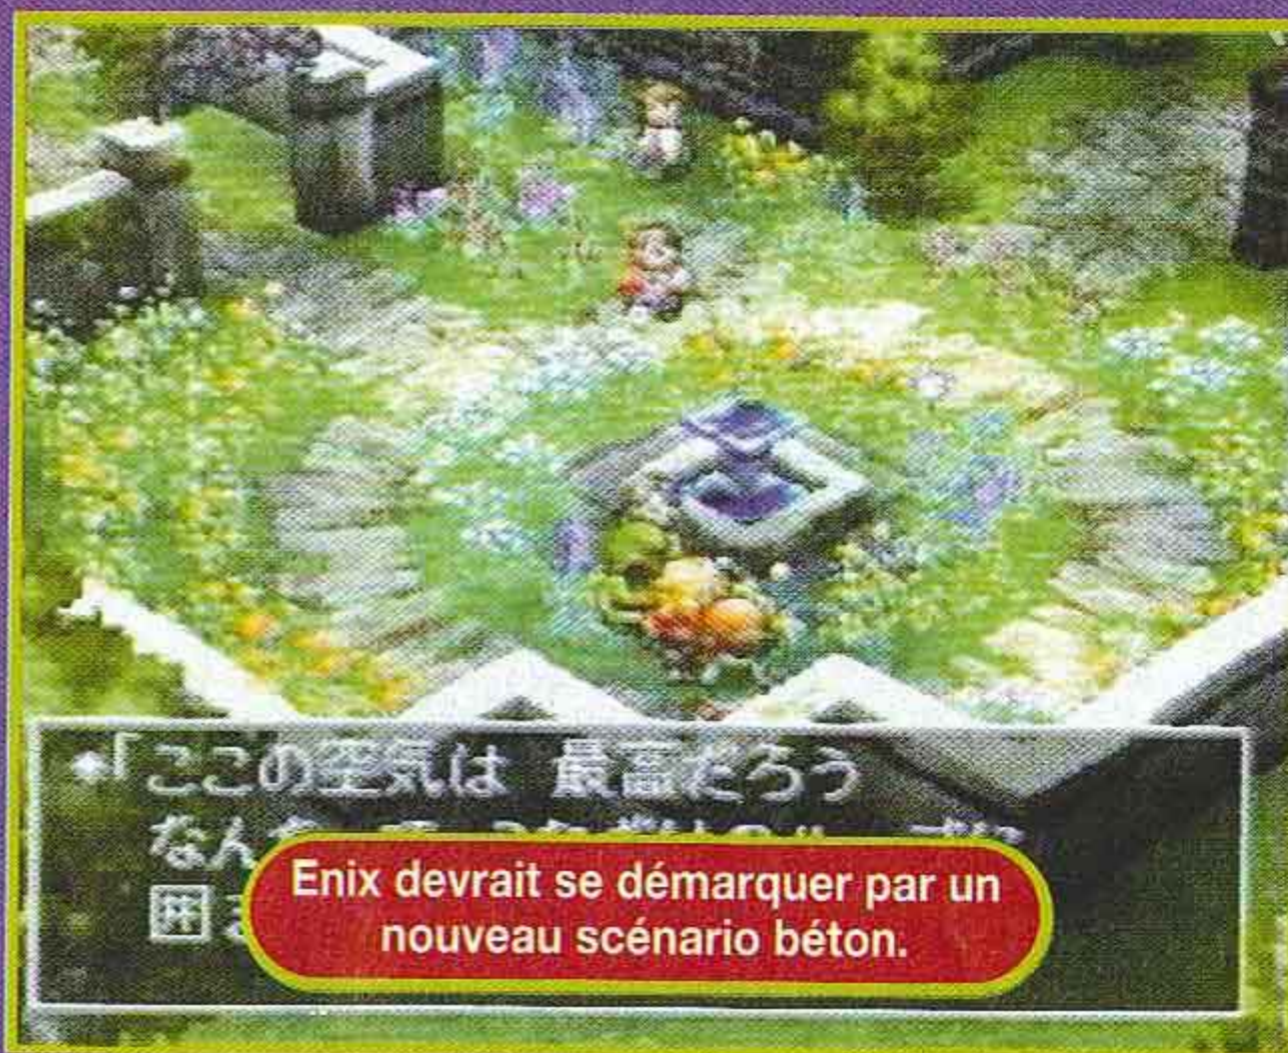 「ここの空気は 最高だろう
なん
囲
Enix devrait se démarquer par un
nouveau scénario béton.